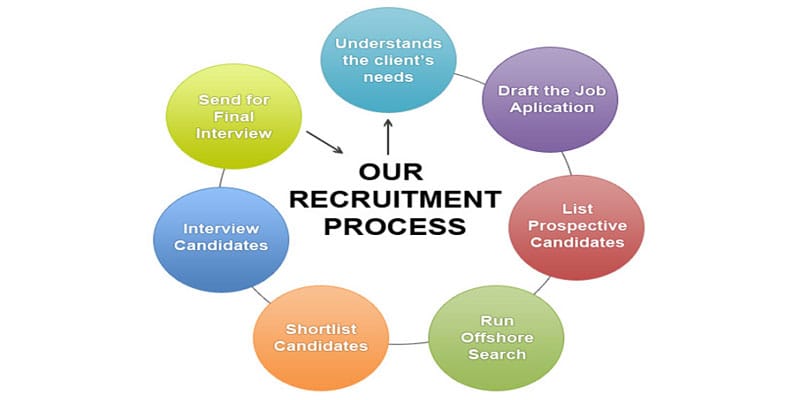 Understands
the client's
needs
Draft the Job
Aplication
List
Prospective
Candidates
Run
Offshore
Search
Shortlist
Candidates
Interview
Candidates
Send for
Final
Interview
OUR
RECRUITMENT
PROCESS